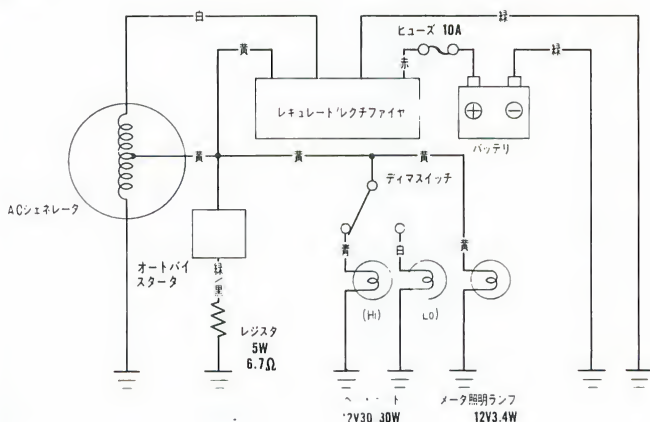 白
緑
ヒューズ 10A
黄
赤
レギュレート/レクチファイヤ
バッテリ
黄
黄
黄
ディマスイッチ
ACジェネレータ
オートバイ
スタータ
緑/黒
青
白
黄
(HI)
LO)
レジスタ
5W
6.7Ω
緑
メータ照明ランプ
30W
12V3.4W